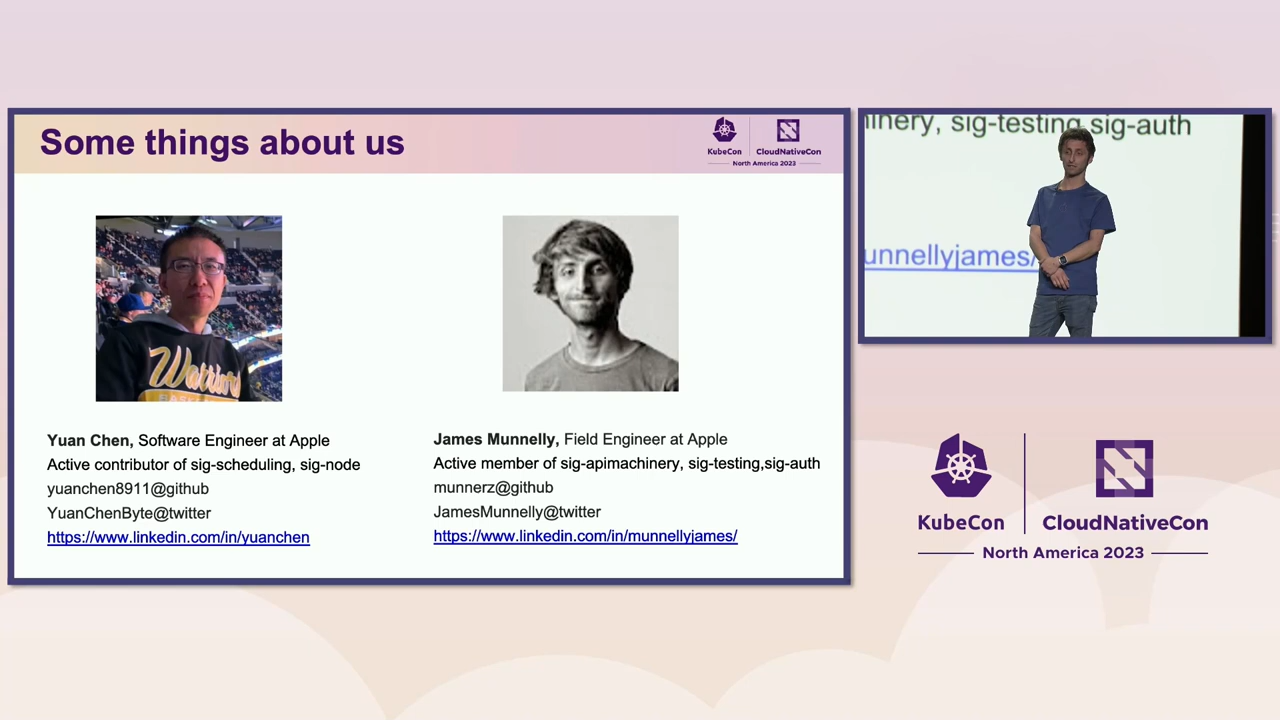 Some things about us
KubeCon
CloudNativeCon
North America 2023
Warriors
Yuan Chen, Software Engineer at Apple
Active contributor of sig-scheduling, sig-node
yuanchen8911@github
YuanChenByte@twitter
https://www.linkedin.com/in/yuanchen
James Munnelly, Field Engineer at Apple
Active member of sig-apimachinery, sig-testing,sig-auth
munnerz@github
JamesMunnelly@twitter
https://www.linkedin.com/in/munnellyjames/
inery, sig-testing,sig-auth
unnellyjames/
KubeCon
CloudNativeCon
North America 2023